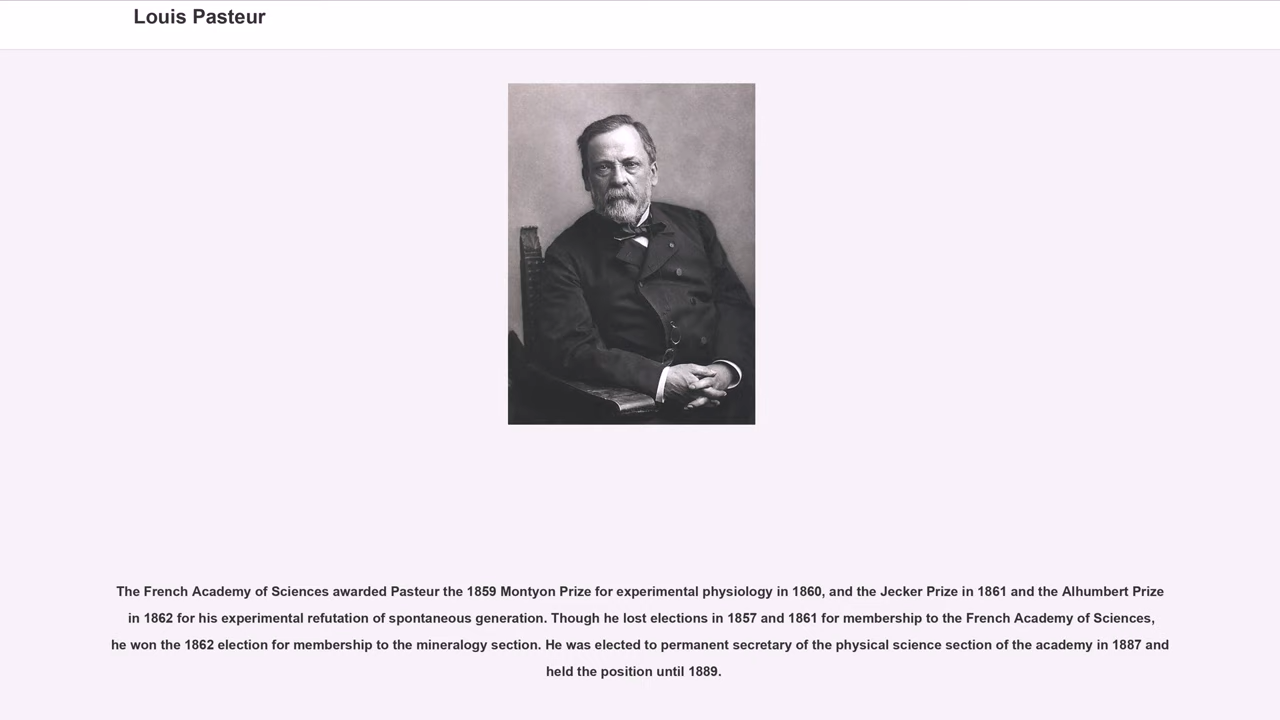 Louis Pasteur
The French Academy of Sciences awarded Pasteur the 1859 Montyon Prize for experimental physiology in 1860, and the Jecker Prize in 1861 and the Alhumbert Prize
in 1862 for his experimental refutation of spontaneous generation. Though he lost elections in 1857 and 1861 for membership to the French Academy of Sciences,
he won the 1862 election for membership to the mineralogy section. He was elected to permanent secretary of the physical science section of the academy in 1887 and
held the position until 1889.